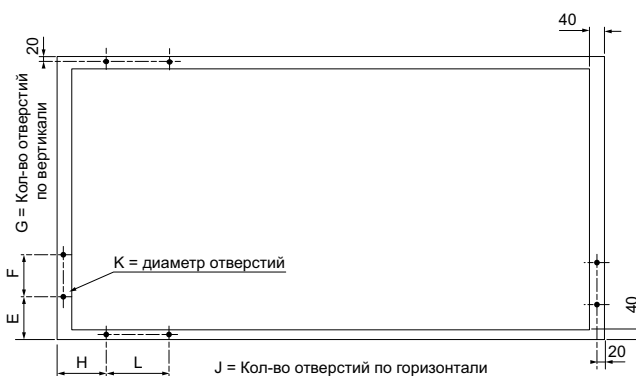 40
20
G = Кол-во отверстий
по вертикали
K = диаметр отверстий
F
E
40
20
H
L
J = Кол-во отверстий по горизонтали